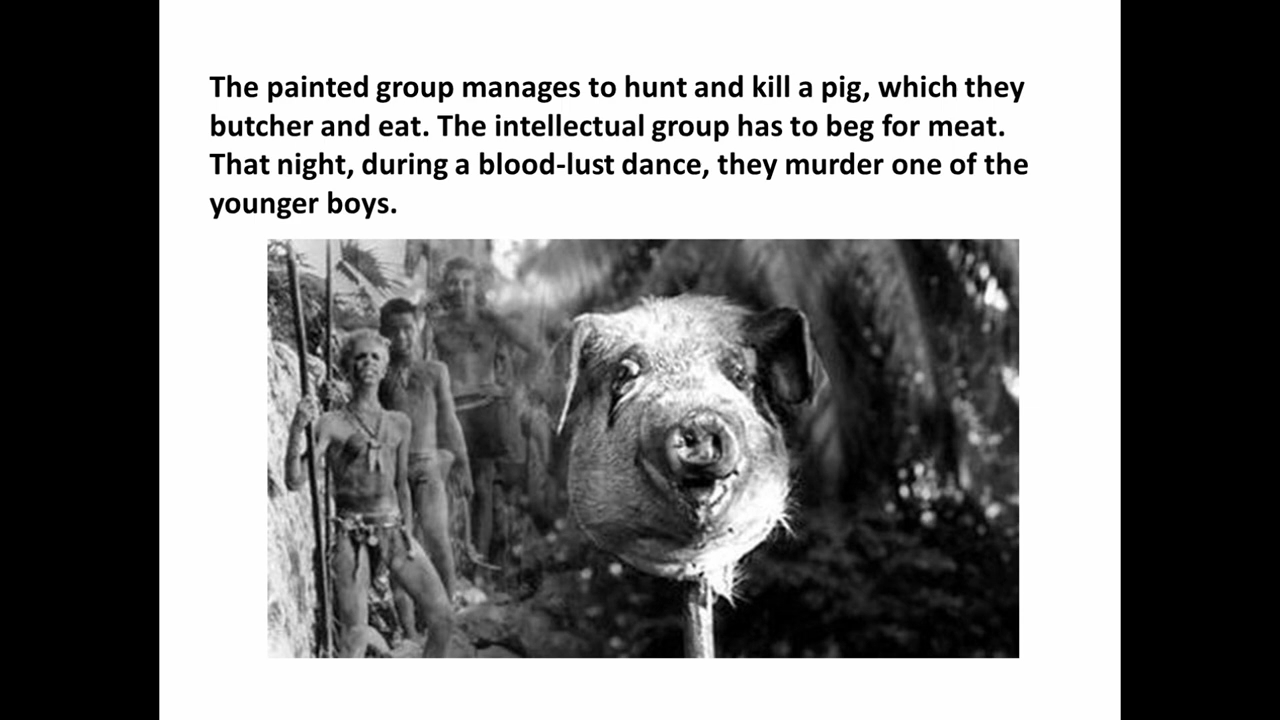 The painted group manages to hunt and kill a pig, which they
butcher and eat. The intellectual group has to beg for meat.
That night, during a blood-lust dance, they murder one of the
younger boys.